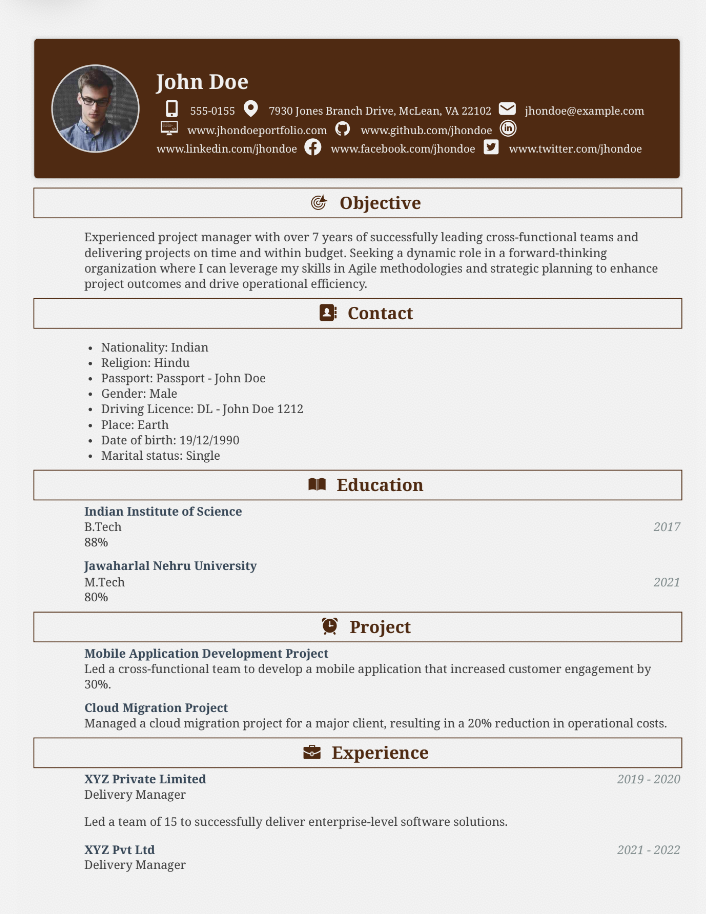 John Doe
555-0155 7930 Jones Branch Drive, McLean, VA 22102 jhondoe@example.com
www.jhondoeportfolio.com www.github.com/jhondoe
www.linkedin.com/jhondoe www.facebook.com/jhondoe www.twitter.com/jhondoe
Objective
Experienced project manager with over 7 years of successfully leading cross-functional teams and
delivering projects on time and within budget. Seeking a dynamic role in a forward-thinking
organization where I can leverage my skills in Agile methodologies and strategic planning to enhance
project outcomes and drive operational efficiency.
Contact
• Nationality: Indian
• Religion: Hindu
• Passport: Passport - John Doe
• Gender: Male
• Driving Licence: DL - John Doe 1212
• Place: Earth
• Date of birth: 19/12/1990
• Marital status: Single
Education
Indian Institute of Science
B.Tech 2017
88%
Jawaharlal Nehru University
M.Tech 2021
80%
Project
Mobile Application Development Project
Led a cross-functional team to develop a mobile application that increased customer engagement by
30%.
Cloud Migration Project
Managed a cloud migration project for a major client, resulting in a 20% reduction in operational costs.
Experience
XYZ Private Limited 2019 - 2020
Delivery Manager
Led a team of 15 to successfully deliver enterprise-level software solutions.
XYZ Pvt Ltd 2021 - 2022
Delivery Manager